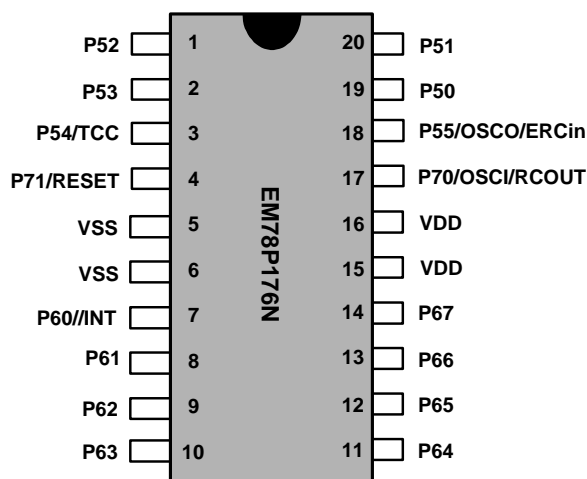 P52 1 20 P51
P53 2 19 P50
P54/TCC 3 18 P55/OSCO/ERCin
P71/RESET 4 17 P70/OSCI/RCOUT
VSS 5 16 VDD
VSS 6 15 VDD
P60//INT 7 14 P67
P61 8 13 P66
P62 9 12 P65
P63 10 11 P64
EM78P176N